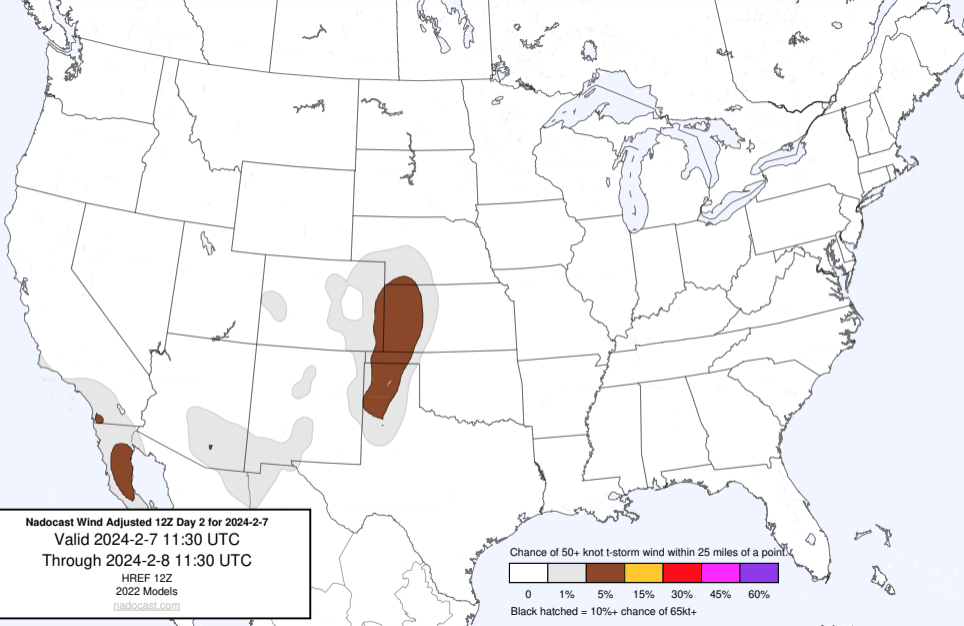 Nadocast Wind Adjusted 12Z Day 2 for 2024-2-7
Valid 2024-2-7 11:30 UTC
Through 2024-2-8 11:30 UTC
HREF 12Z
2022 Models
nadocast.com
Chance of 50+ knot t-storm wind within 25 miles of a point.
0 1% 5% 15% 30% 45% 60%
Black hatched = 10%+ chance of 65kt+